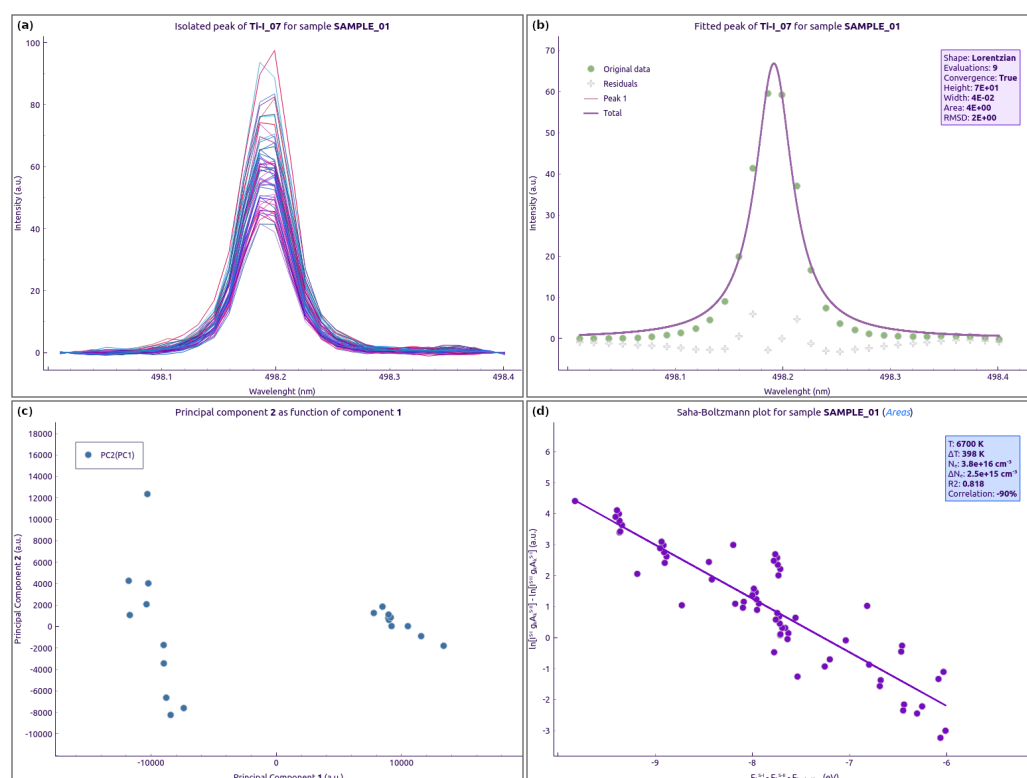 (a)
Isolated peak of Ti-I_07 for sample SAMPLE_01
Intensity (a.u.)
100
80
60
40
20
0
498.1
498.2
498.3
498.4
Wavelenght (nm)
(b)
Fitted peak of Ti-I_07 for sample SAMPLE_01
Intensity (a.u.)
70
60
50
40
30
20
10
0
Original data
Residuals
Peak 1
Total
Shape: Lorentzian
Evaluations: 9
Convergence: True
Height: 7E+01
Width: 4E-02
Area: 4E+00
RMSD: 2E+00
498.1
498.2
498.3
498.4
Wavelenght (nm)
(c)
Principal component 2 as function of component 1
Principal Component 2 (a.u.)
18000
16000
14000
12000
10000
8000
6000
4000
2000
0
-2000
-4000
-6000
-8000
-10000
PC2(PC1)
-10000
0
10000
Principal Component 1 (a.u.)
(d)
Saha-Boltzmann plot for sample SAMPLE_01 (Areas)
6
5
4
3
2
1
0
-1
-2
-3
T: 6700 K
ΔT: 398 K
Nₑ: 3.8e+16 cm⁻³
ΔNₑ: 2.5e+15 cm⁻³
R2: 0.818
Correlation: -90%
-9
-8
-7
-6
(eV)